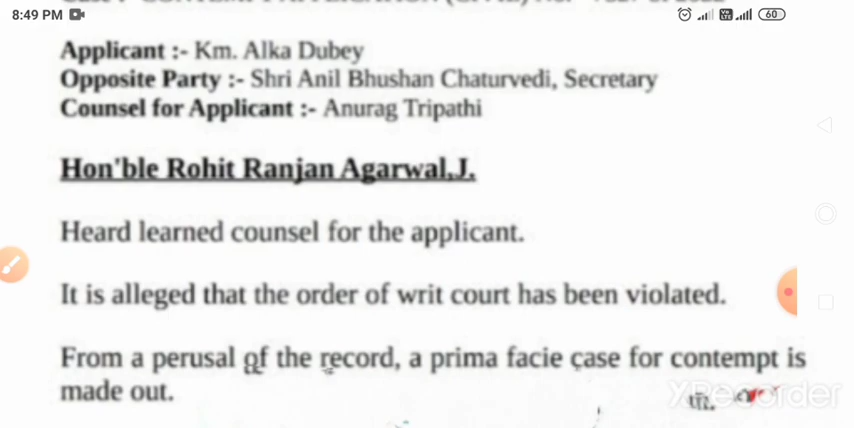 8:49 PM
60
Applicant :- Km. Alka Dubey
Opposite Party :- Shri Anil Bhushan Chaturvedi, Secretary
Counsel for Applicant :- Anurag Tripathi
Hon'ble Rohit Ranjan Agarwal,J.
Heard learned counsel for the applicant.
It is alleged that the order of writ court has been violated.
From a perusal of the record, a prima facie case for contempt is
made out.
XRecorder